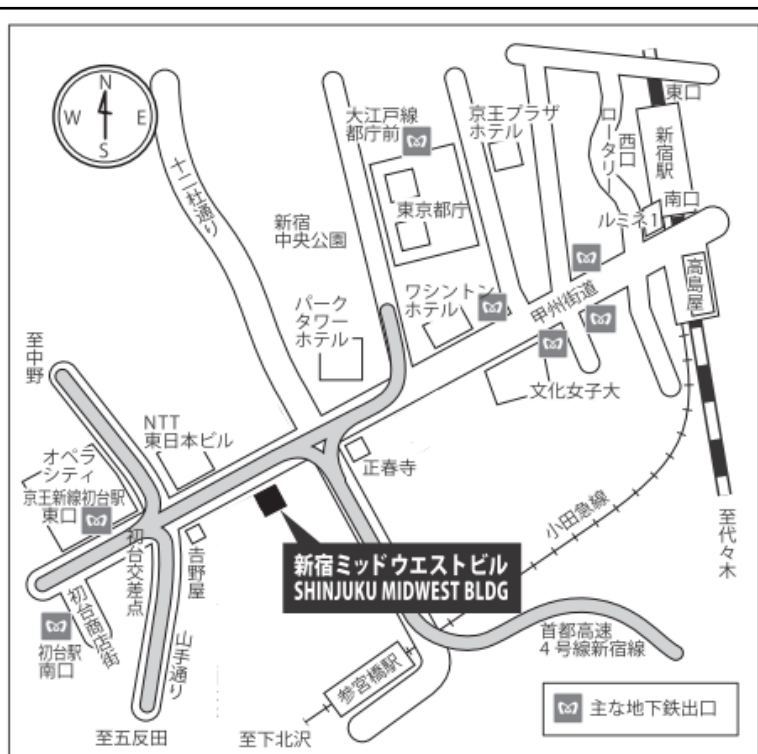 N
W
E
S
十二社通り
大江戸線
都庁前
京王プラザ
ホテル
東口
西口
ロータリー
新宿駅
南口
ルミネ1
東京都庁
新宿
中央公園
高島屋
ワシントン
ホテル
甲州街道
パーク
タワー
ホテル
至中野
文化女子大
NTT
東日本ビル
オペラ
シティ
正春寺
京王新線初台駅
東口
初台交差点
吉野屋
小田急線
至代々木
新宿ミッドウエストビル
SHINJUKU MIDWEST BLDG
初台商店街
初台駅
南口
山手通り
首都高速
4号線新宿線
参宮橋駅
主な地下鉄出口
至五反田
至下北沢